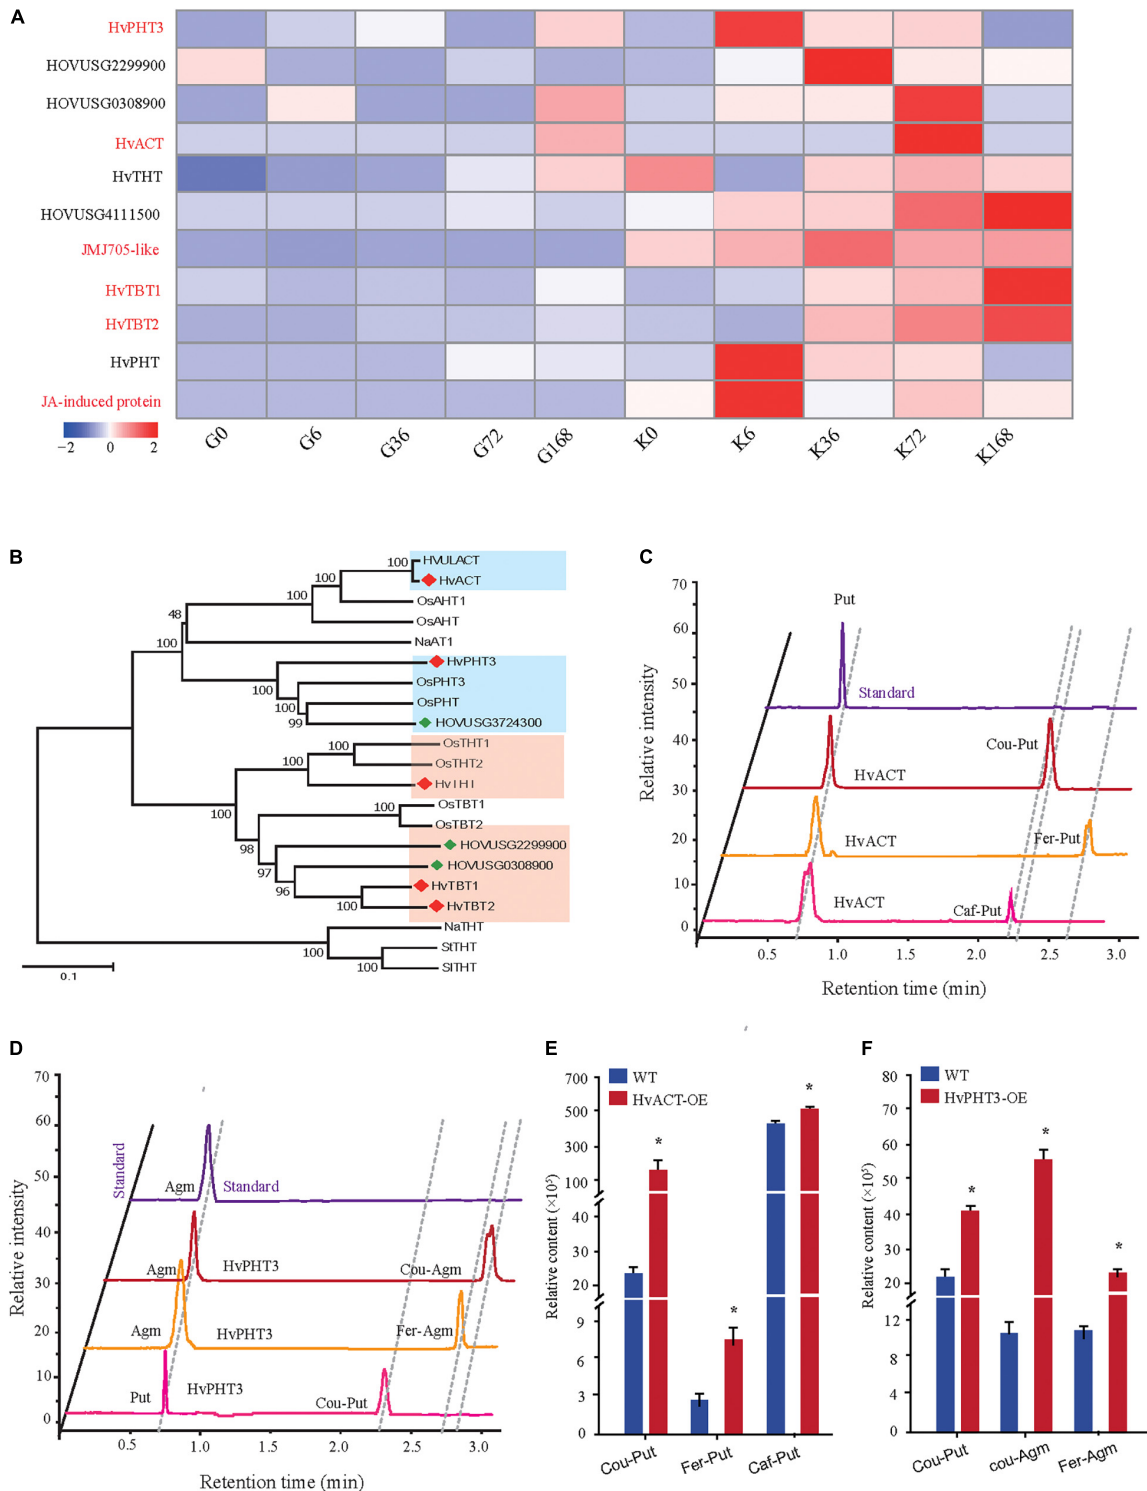 A
HvPHT3
HOVUSG2299900
HOVUSG0308900
HvACT
HvTHT
HOVUSG4111500
JMJ705-like
HvTBT1
HvTBT2
HvPHT
JA-induced protein
−2 0 2
G0 G6 G36 G72 G168 K0 K6 K36 K72 K168
B
HVULACT
HvACT
OsAHT1
OsAHT
NaAT1
HvPHT3
OsPHT3
OsPHT
HOVUSG3724300
OsTHT1
OsTHT2
HvTHT
OsTBT1
OsTBT2
HOVUSG2299900
HOVUSG0308900
HvTBT1
HvTBT2
NaTHT
StTHT
SlTHT
100
100
100
48
100
100
100
99
100
100
100
100
98
97
96
100
100
100
0.1
C
Relative intensity
70
60
50
40
30
20
10
0
Put
Standard
Cou-Put
HvACT
HvACT
Fer-Put
HvACT
Caf-Put
0.5 1.0 1.5 2.0 2.5 3.0
Retention time (min)
D
Relative intensity
70
60
50
40
30
20
10
0
Standard
Agm
Standard
Agm
HvPHT3
Cou-Agm
Agm
HvPHT3
Fer-Agm
Put
HvPHT3
Cou-Put
0.5 1.0 1.5 2.0 2.5 3.0
Retention time (min)
E
WT
HvACT-OE
Relative content (×10⁵)
700
500
300
100
40
30
20
9
6
3
0
*
*
*
Cou-Put Fer-Put Caf-Put
F
WT
HvPHT3-OE
Relative content (×10⁵)
80
70
60
50
40
30
20
12
8
4
0
*
*
*
Cou-Put cou-Agm Fer-Agm